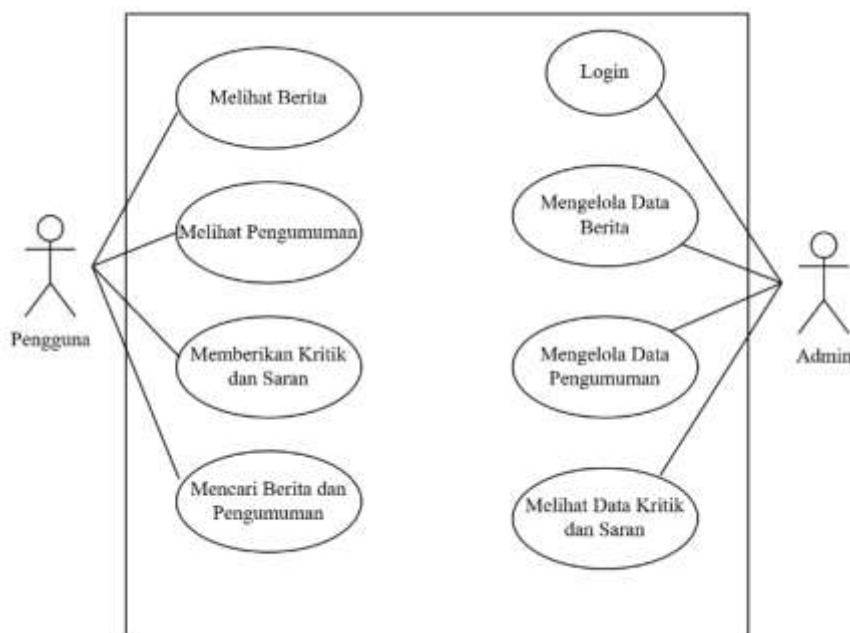 Melihat Berita
Login
Melihat Pengumuman
Mengelola Data
Berita
Pengguna
Admin
Memberikan Kritik
dan Saran
Mengelola Data
Pengumuman
Mencari Berita dan
Pengumuman
Melihat Data Kritik
dan Saran